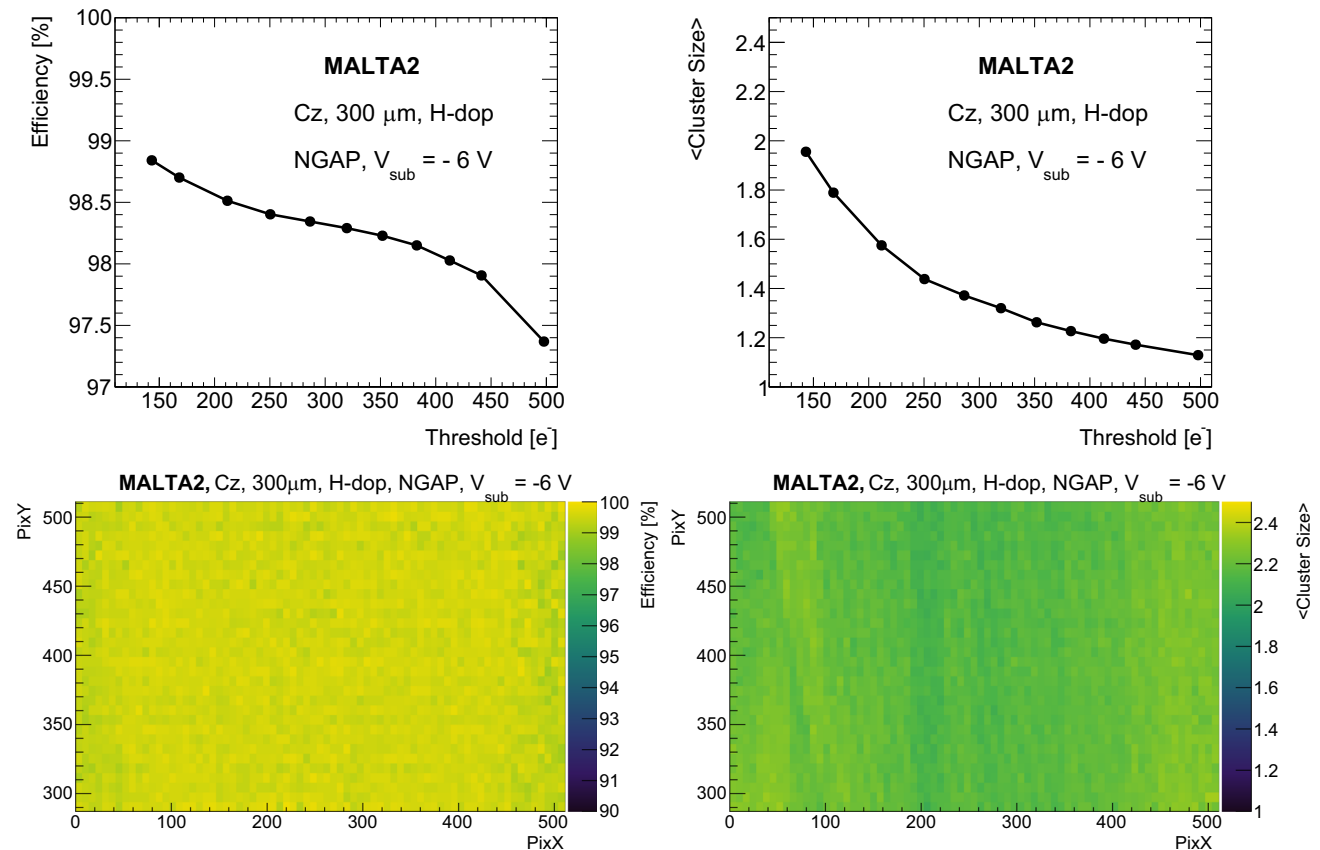 Efficiency [%]
100
99.5
99
98.5
98
97.5
97
MALTA2
Cz, 300 μm, H-dop
NGAP, Vsub = - 6 V
150 200 250 300 350 400 450 500
Threshold [e-]
<Cluster Size>
2.4
2.2
2
1.8
1.6
1.4
1.2
1
MALTA2
Cz, 300 μm, H-dop
NGAP, Vsub = - 6 V
150 200 250 300 350 400 450 500
Threshold [e-]
MALTA2, Cz, 300μm, H-dop, NGAP, Vsub = -6 V
PixY
500
450
400
350
300
0 100 200 300 400 500
PixX
100
99
98
97
96
95
94
93
92
91
90
Efficiency [%]
MALTA2, Cz, 300μm, H-dop, NGAP, Vsub = -6 V
PixY
500
450
400
350
300
0 100 200 300 400 500
PixX
2.4
2.2
2
1.8
1.6
1.4
1.2
1
<Cluster Size>